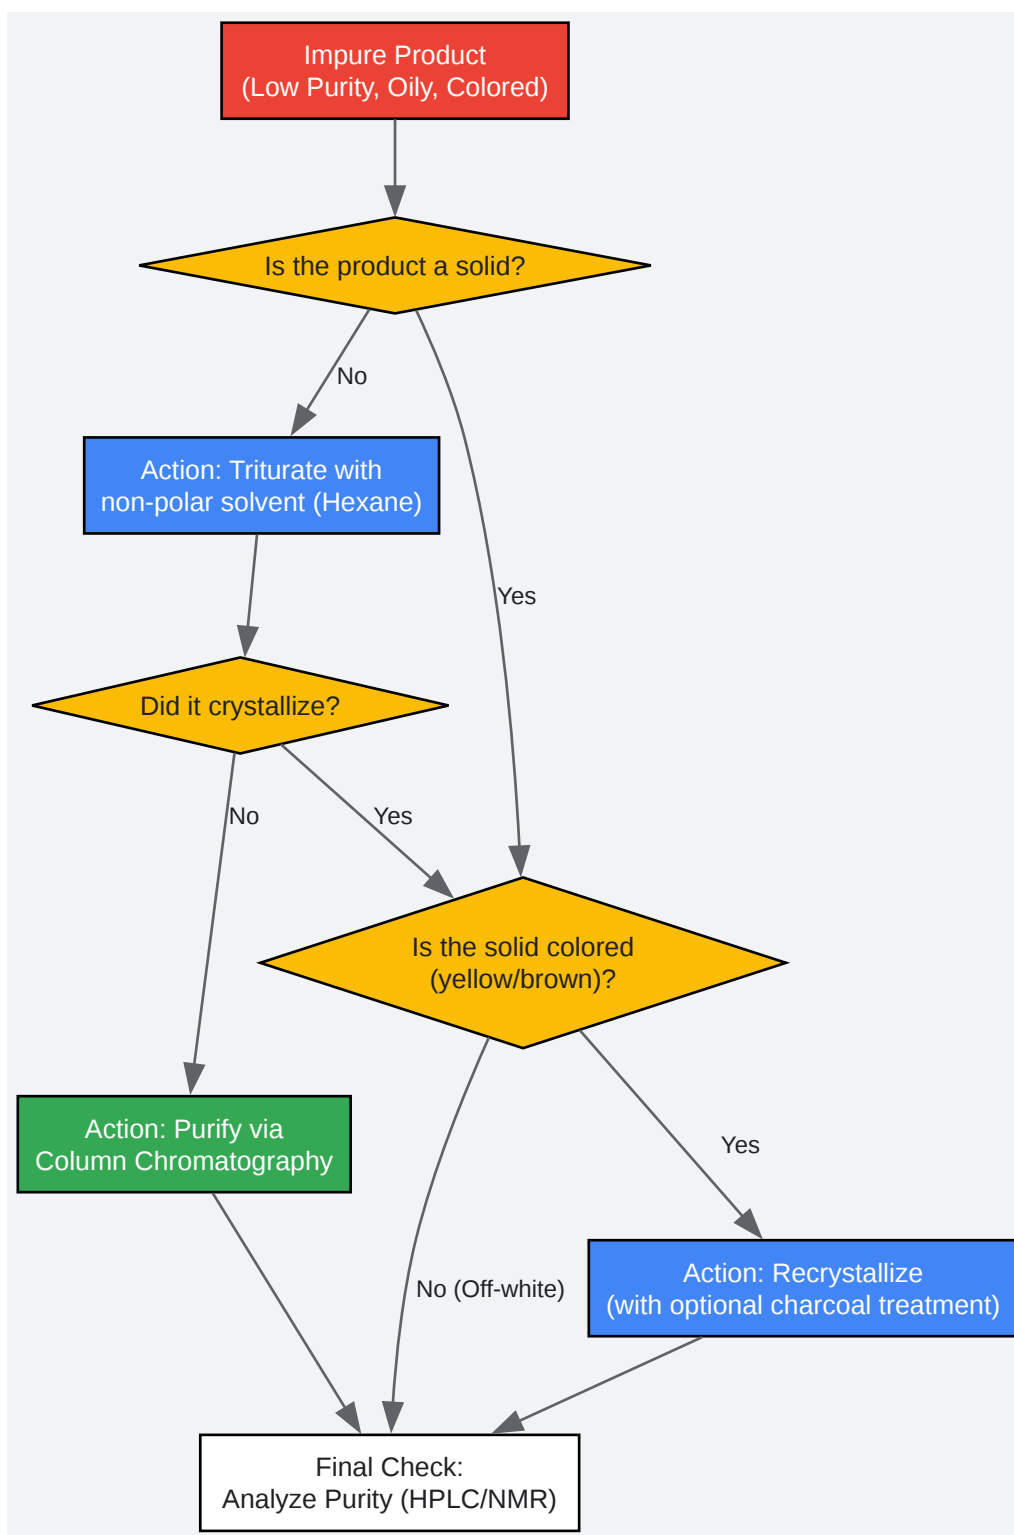 Impure Product
(Low Purity, Oily, Colored)
Is the product a solid?
No
Action: Triturate with
non-polar solvent (Hexane)
Yes
Did it crystallize?
No
Yes
Is the solid colored
(yellow/brown)?
Action: Purify via
Column Chromatography
Yes
No (Off-white)
Action: Recrystallize
(with optional charcoal treatment)
Final Check:
Analyze Purity (HPLC/NMR)